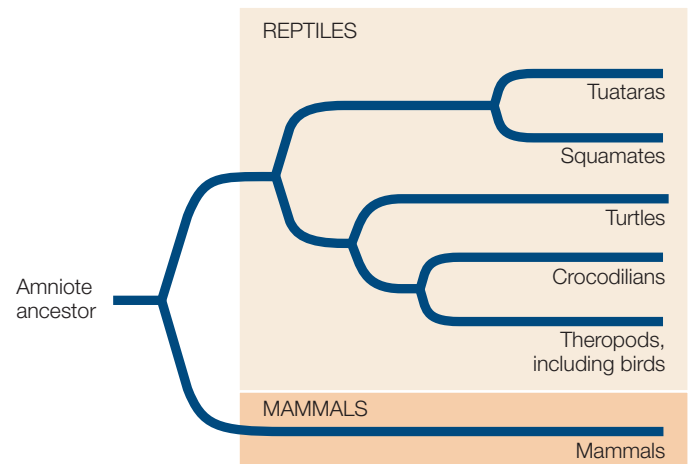 REPTILES
Tuataras
Squamates
Turtles
Crocodilians
Amniote
ancestor
Theropods,
including birds
MAMMALS
Mammals